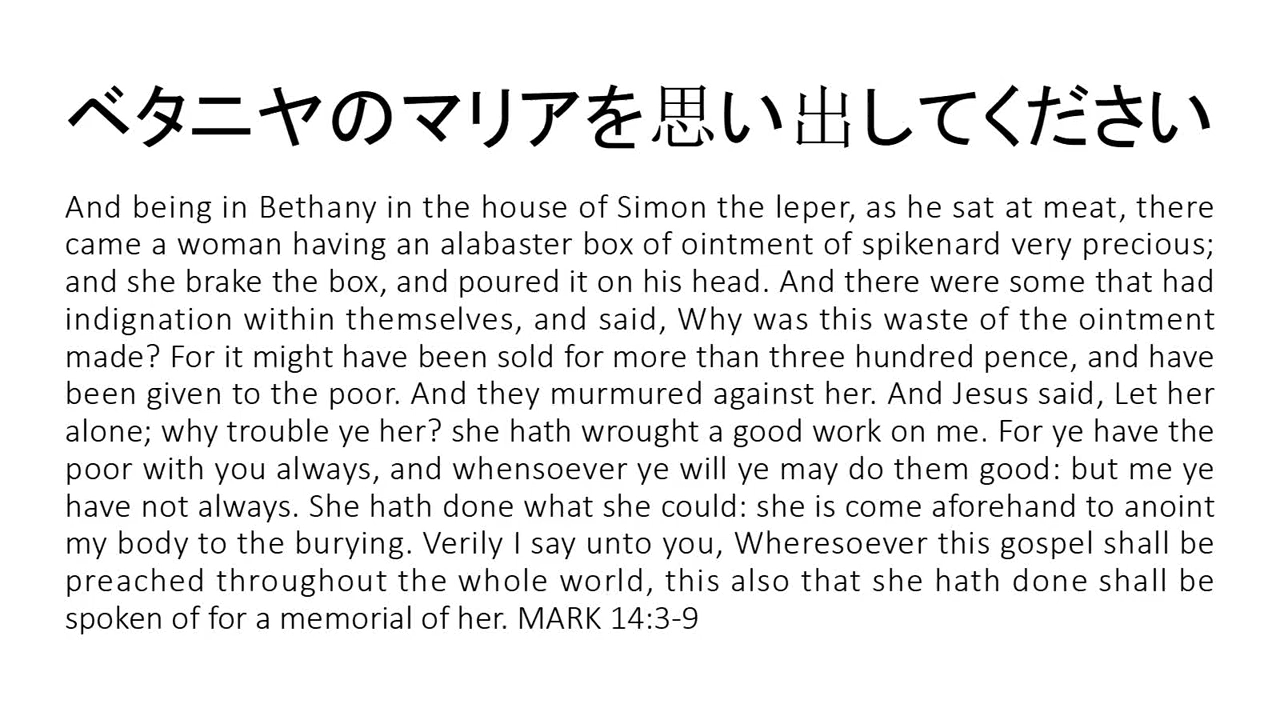 ベタニヤのマリアを思い出してください
And being in Bethany in the house of Simon the leper, as he sat at meat, there
came a woman having an alabaster box of ointment of spikenard very precious;
and she brake the box, and poured it on his head. And there were some that had
indignation within themselves, and said, Why was this waste of the ointment
made? For it might have been sold for more than three hundred pence, and have
been given to the poor. And they murmured against her. And Jesus said, Let her
alone; why trouble ye her? she hath wrought a good work on me. For ye have the
poor with you always, and whensoever ye will ye may do them good: but me ye
have not always. She hath done what she could: she is come aforehand to anoint
my body to the burying. Verily I say unto you, Wheresoever this gospel shall be
preached throughout the whole world, this also that she hath done shall be
spoken of for a memorial of her. MARK 14:3-9